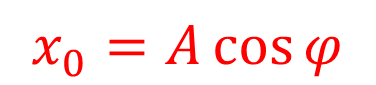 x₀ = A cos φ